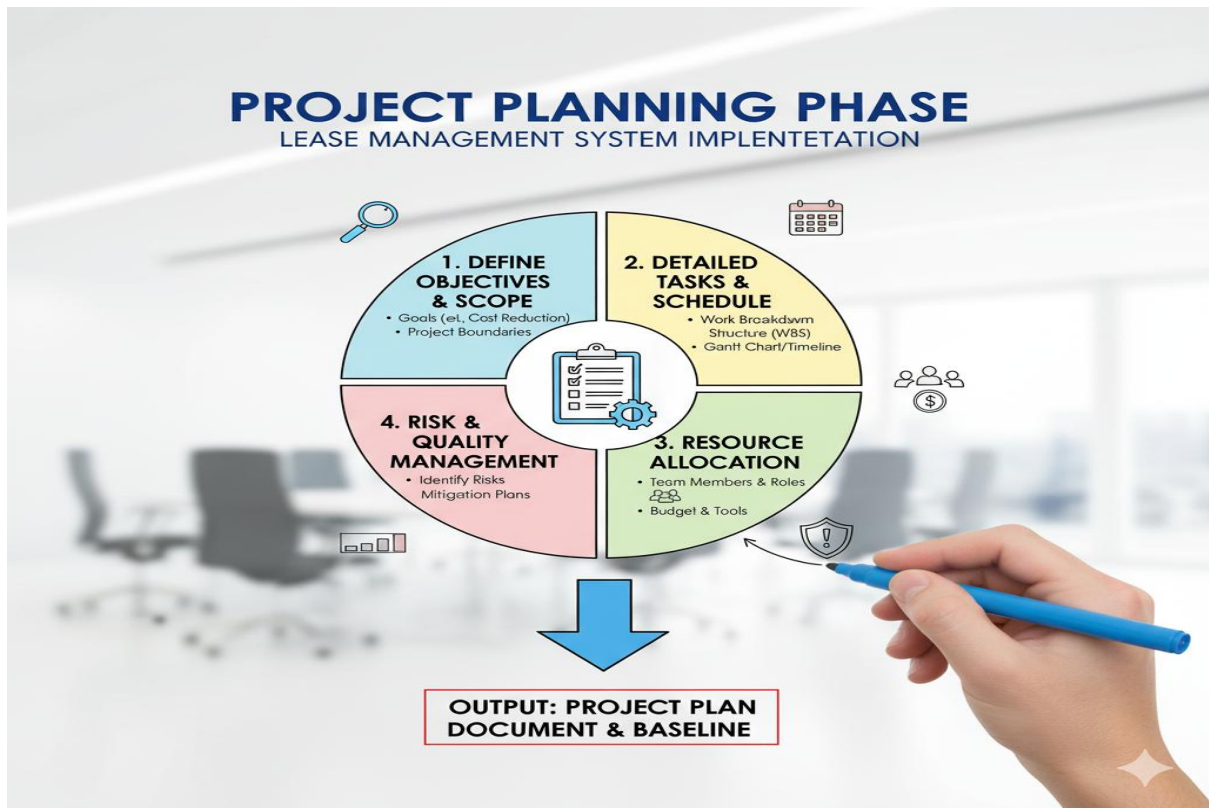 PROJECT PLANNING PHASE
LEASE MANAGEMENT SYSTEM IMPLENTETATION
1. DEFINE
OBJECTIVES
& SCOPE
• Goals (eł., Cost Reduction)
• Project Boundaries
2. DETAILED
TASKS &
SCHEDULE
• Work Breakdwm
Structure (WBS)
• Gantt Chart/Timeline
3. RESOURCE
ALLOCATION
• Team Members & Roles
• Budget & Tools
4. RISK &
QUALITY
MANAGEMENT
• Identify Risks
Mitigation Plans
$
OUTPUT: PROJECT PLAN
DOCUMENT & BASELINE